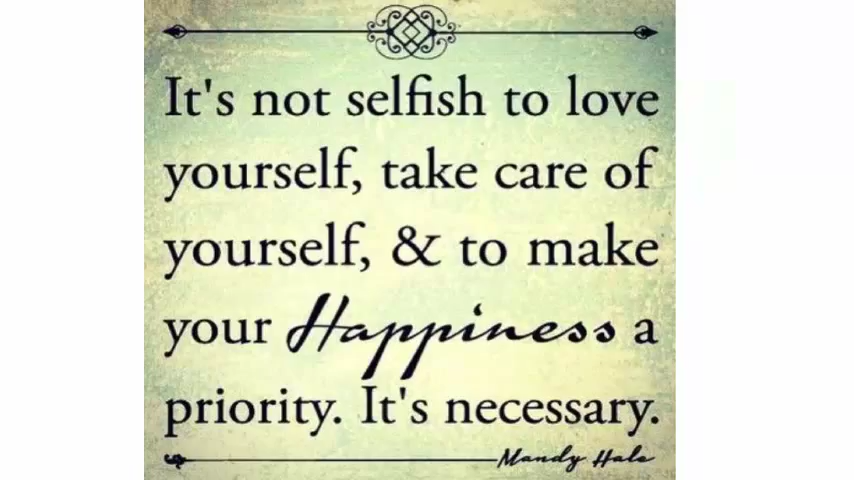 It's not selfish to love
yourself, take care of
yourself, & to make
your Happiness a
priority. It's necessary.
Mandy Hale